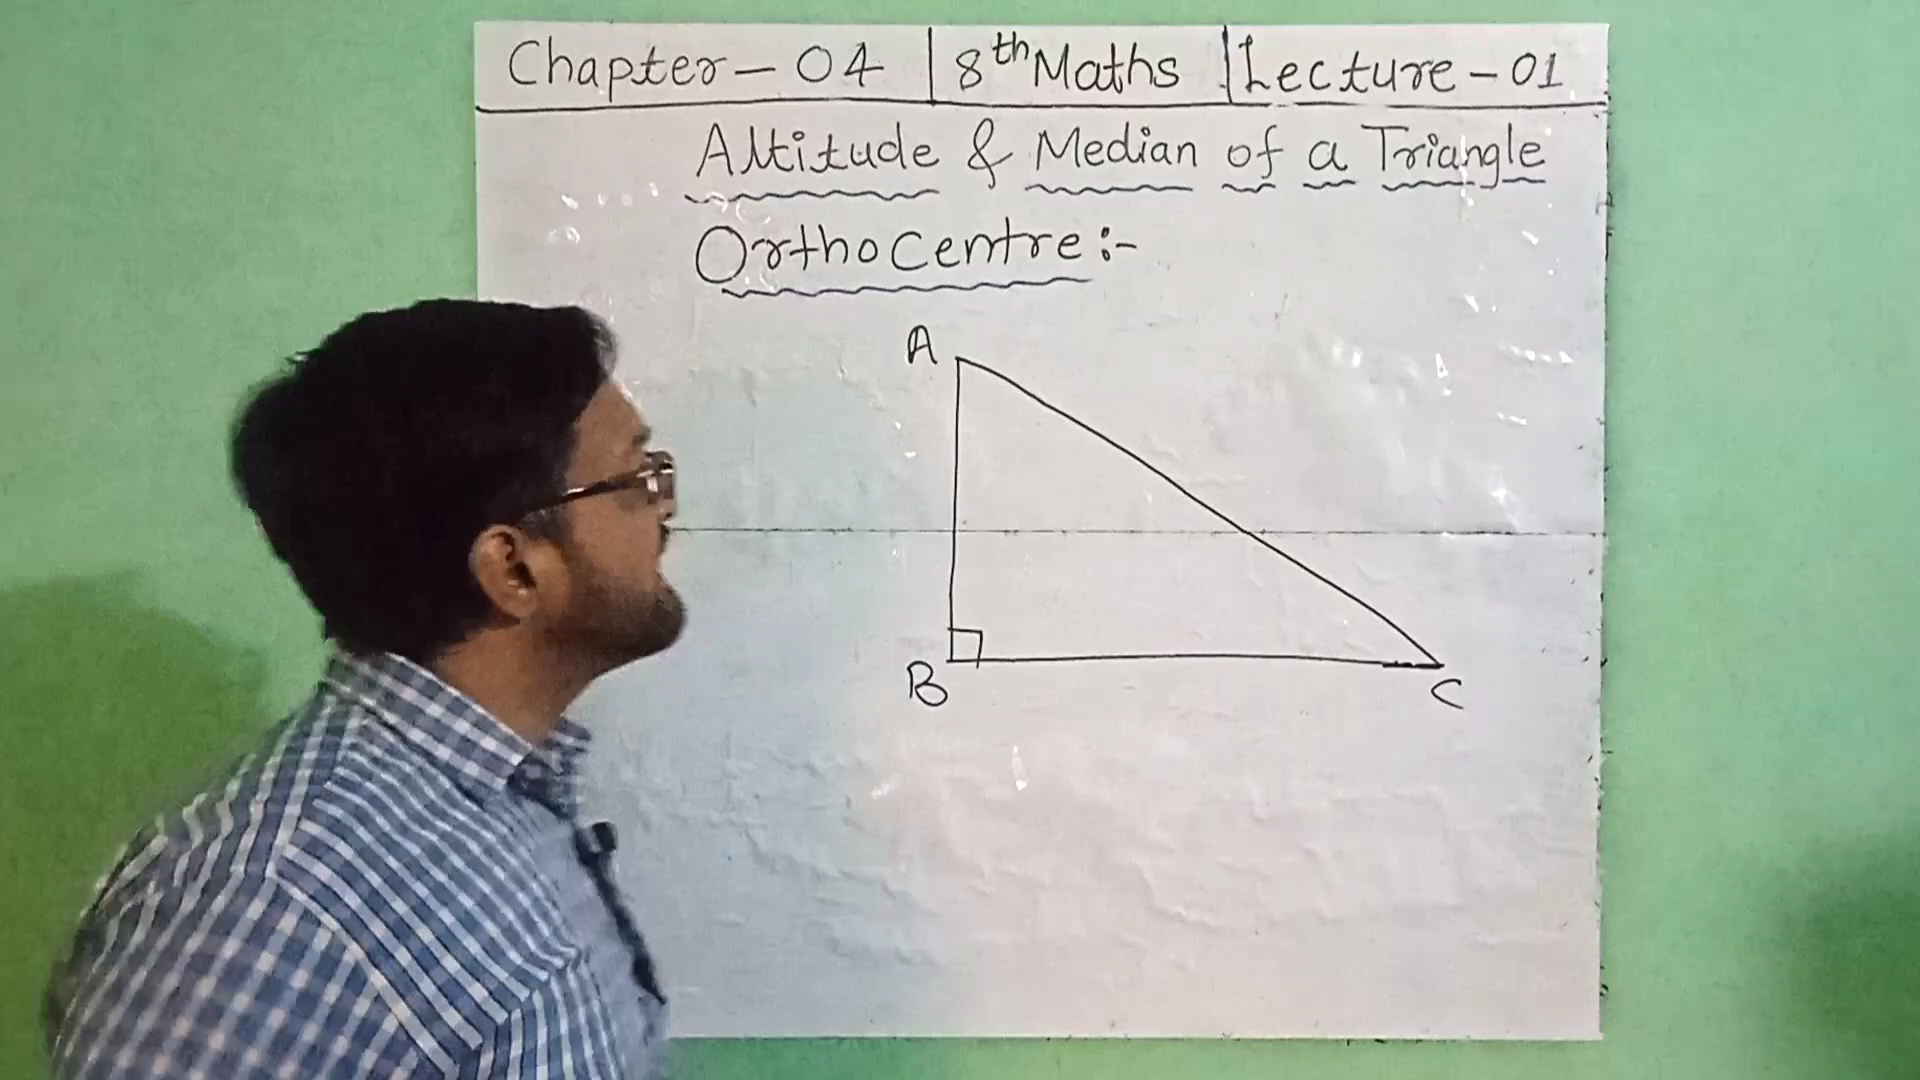 Chapter – 04 | 8th Maths | Lecture – 01
Altitude & Median of a Triangle
Orthocentre :-
A
B
C